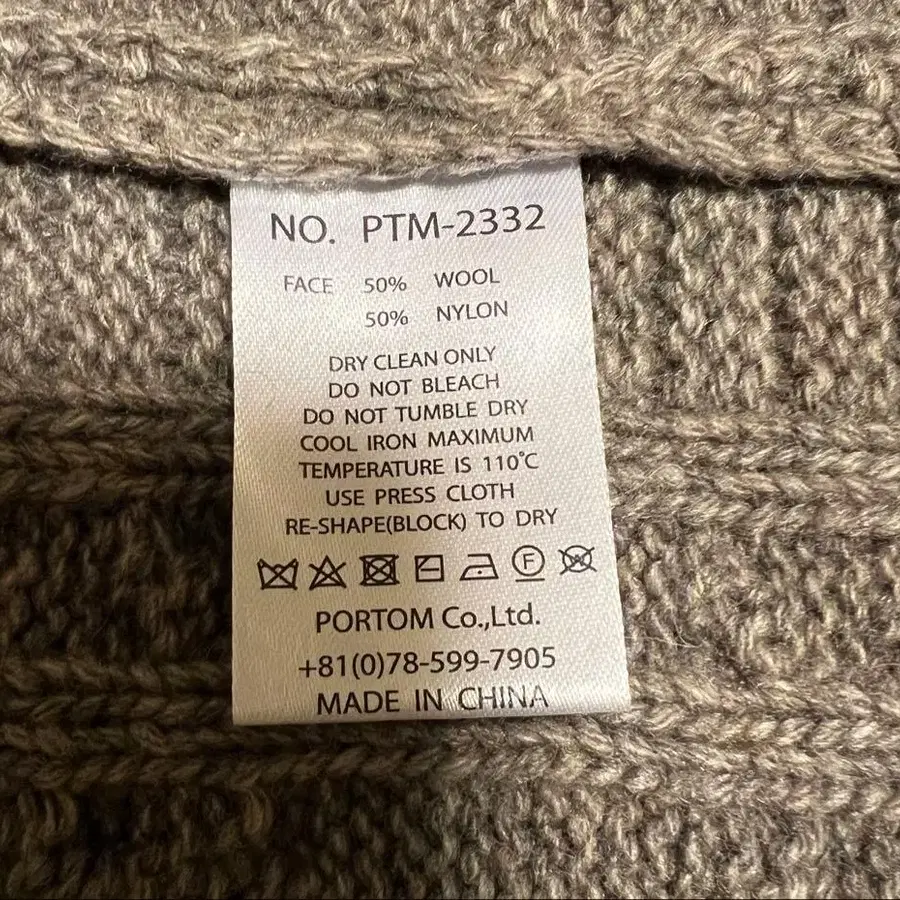 NO. PTM-2332
FACE 50% WOOL
50% NYLON
DRY CLEAN ONLY
DO NOT BLEACH
DO NOT TUMBLE DRY
COOL IRON MAXIMUM
TEMPERATURE IS 110℃
USE PRESS CLOTH
RE-SHAPE(BLOCK) TO DRY
F W
PORTOM Co.,Ltd.
+81(0)78-599-7905
MADE IN CHINA